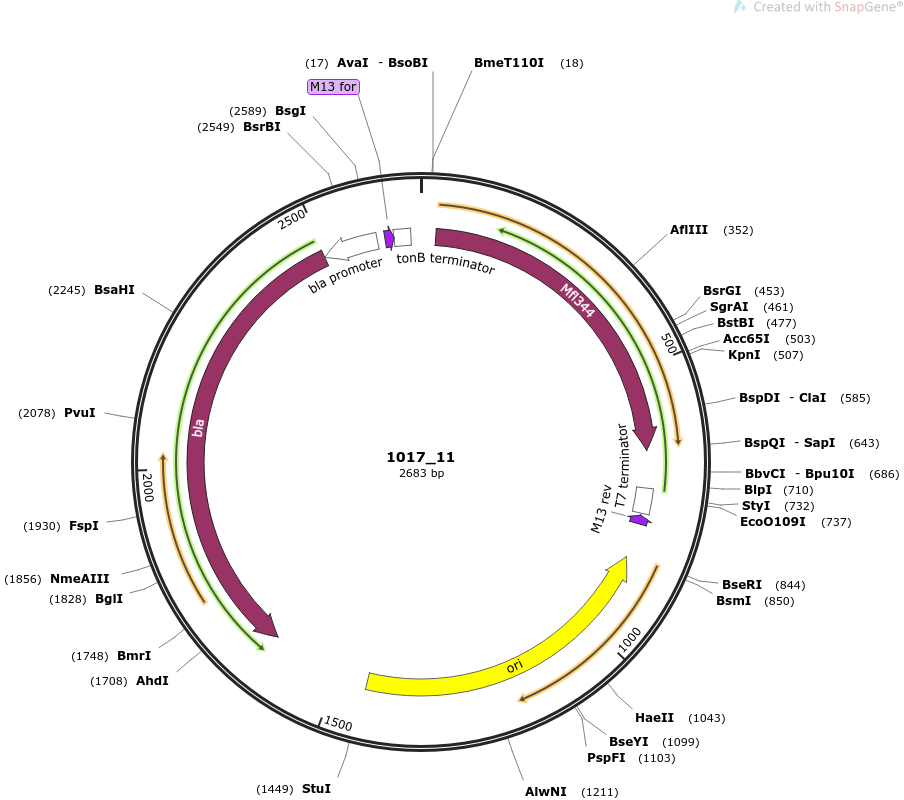 Created with SnapGene®
(17) AvaI - BsoBI
BmeT110I (18)
M13 for
(2589) BsgI
(2549) BsrBI
AflIII (352)
2500
bla promoter
tonB terminator
Mfl344
(2245) BsaHI
BsrGI (453)
SgrAI (461)
BstBI (477)
Acc65I (503)
KpnI (507)
500
BspDI - ClaI (585)
(2078) PvuI
bla
BspQI - SapI (643)
1017_11
2683 bp
T7 terminator
M13 rev
BbvCI - Bpu10I (686)
BlpI (710)
StyI (732)
EcoO109I (737)
2000
(1930) FspI
(1856) NmeAIII
(1828) BglI
BseRI (844)
BsmI (850)
(1748) BmrI
(1708) AhdI
1000
ori
HaeII (1043)
1500
BseYI (1099)
PspFI (1103)
(1449) StuI
AlwNI (1211)